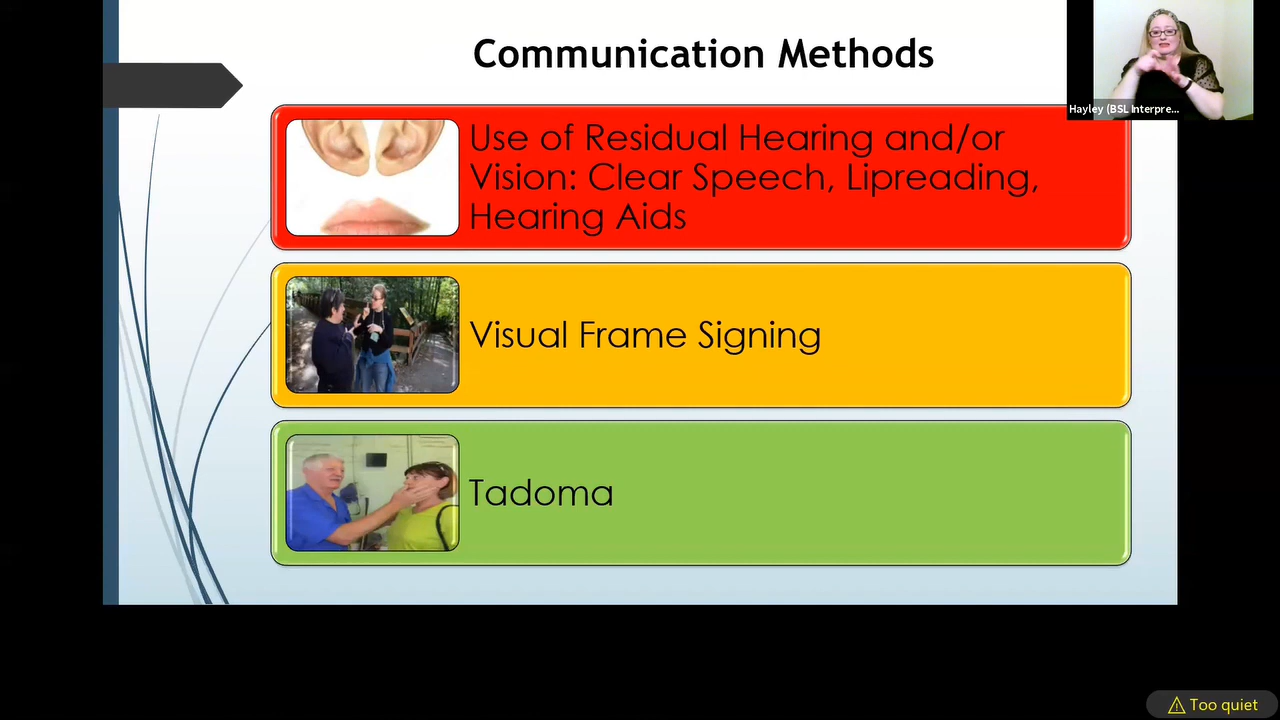 Communication Methods
Hayley (BSL Interpre...
Use of Residual Hearing and/or
Vision: Clear Speech, Lipreading,
Hearing Aids
Visual Frame Signing
Tadoma
Too quiet